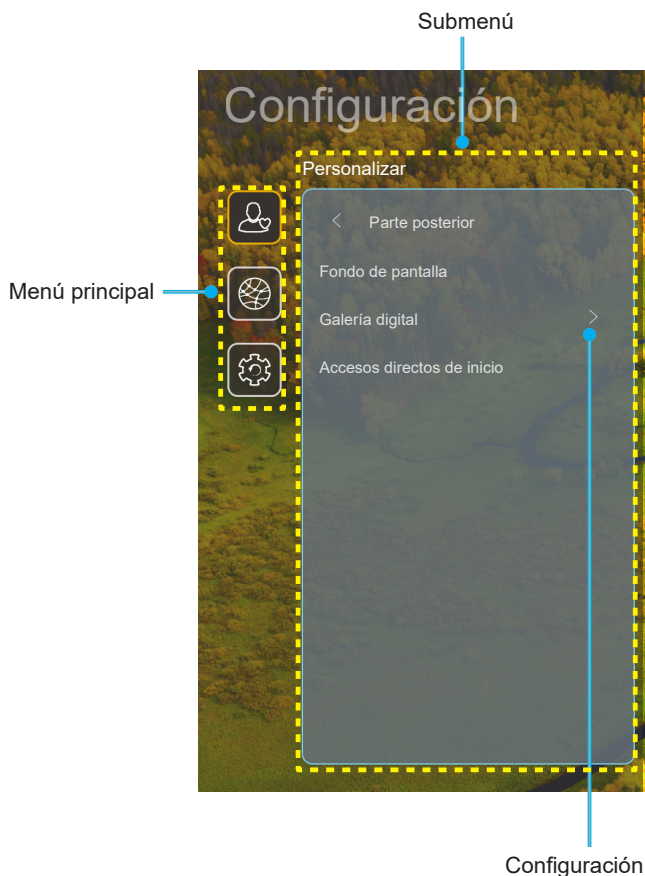 Submenú
Configuración
Personalizar
Parte posterior
Fondo de pantalla
Menú principal
Galería digital
Accesos directos de inicio
Configuración